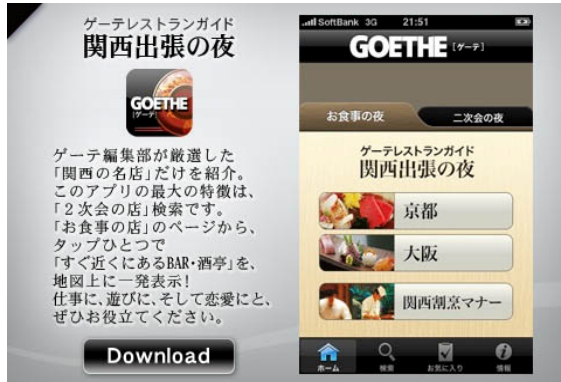 ゲーテレストランガイド
関西出張の夜
GOETHE
[ゲーテ]
ゲーテ編集部が厳選した
「関西の名店」だけを紹介。
このアプリの最大の特徴は、
「２次会の店」検索です。
「お食事の店」のページから、
タップひとつで
「すぐ近くにあるBAR・酒亭」を、
地図上に一発表示！
仕事に、遊びに、そして恋愛にと、
ぜひお役立てください。
Download
SoftBank 3G 21:51
GOETHE [ゲーテ]
お食事の夜 二次会の夜
ゲーテレストランガイド
関西出張の夜
京都
大阪
関西割烹マナー
ホーム 検索 お気に入り 情報